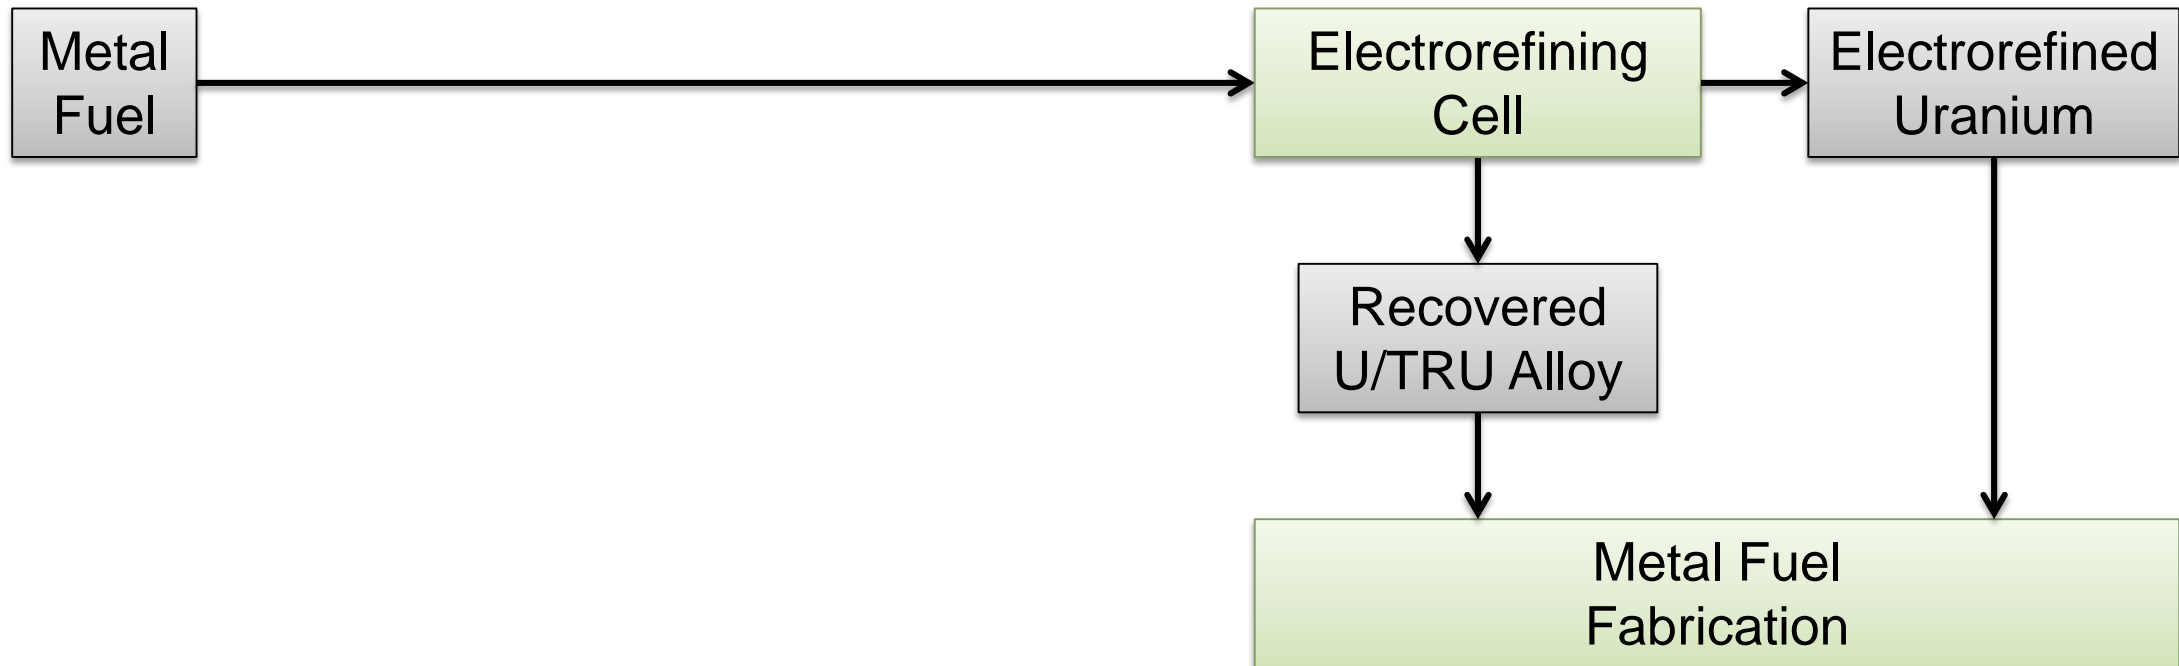 Metal
Fuel
Electrorefining
Cell
Electrorefined
Uranium
Recovered
U/TRU Alloy
Metal Fuel
Fabrication